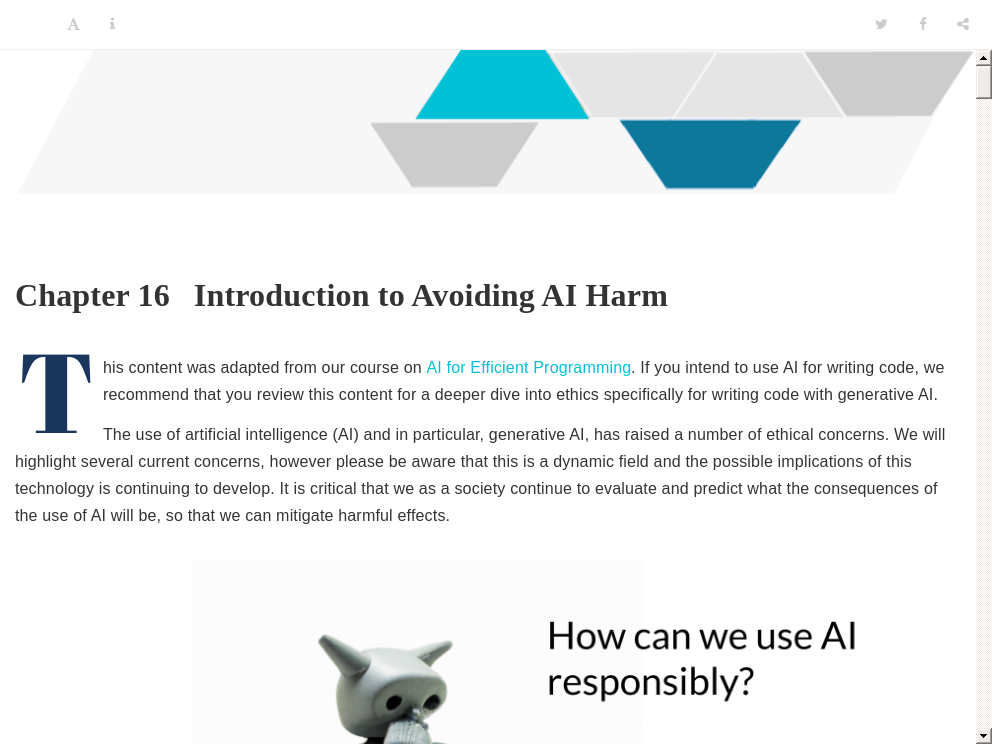 Chapter 16 Introduction to Avoiding AI Harm
This content was adapted from our course on AI for Efficient Programming. If you intend to use AI for writing code, we
recommend that you review this content for a deeper dive into ethics specifically for writing code with generative AI.
The use of artificial intelligence (AI) and in particular, generative AI, has raised a number of ethical concerns. We will
highlight several current concerns, however please be aware that this is a dynamic field and the possible implications of this
technology is continuing to develop. It is critical that we as a society continue to evaluate and predict what the consequences of
the use of AI will be, so that we can mitigate harmful effects.
How can we use AI
responsibly?